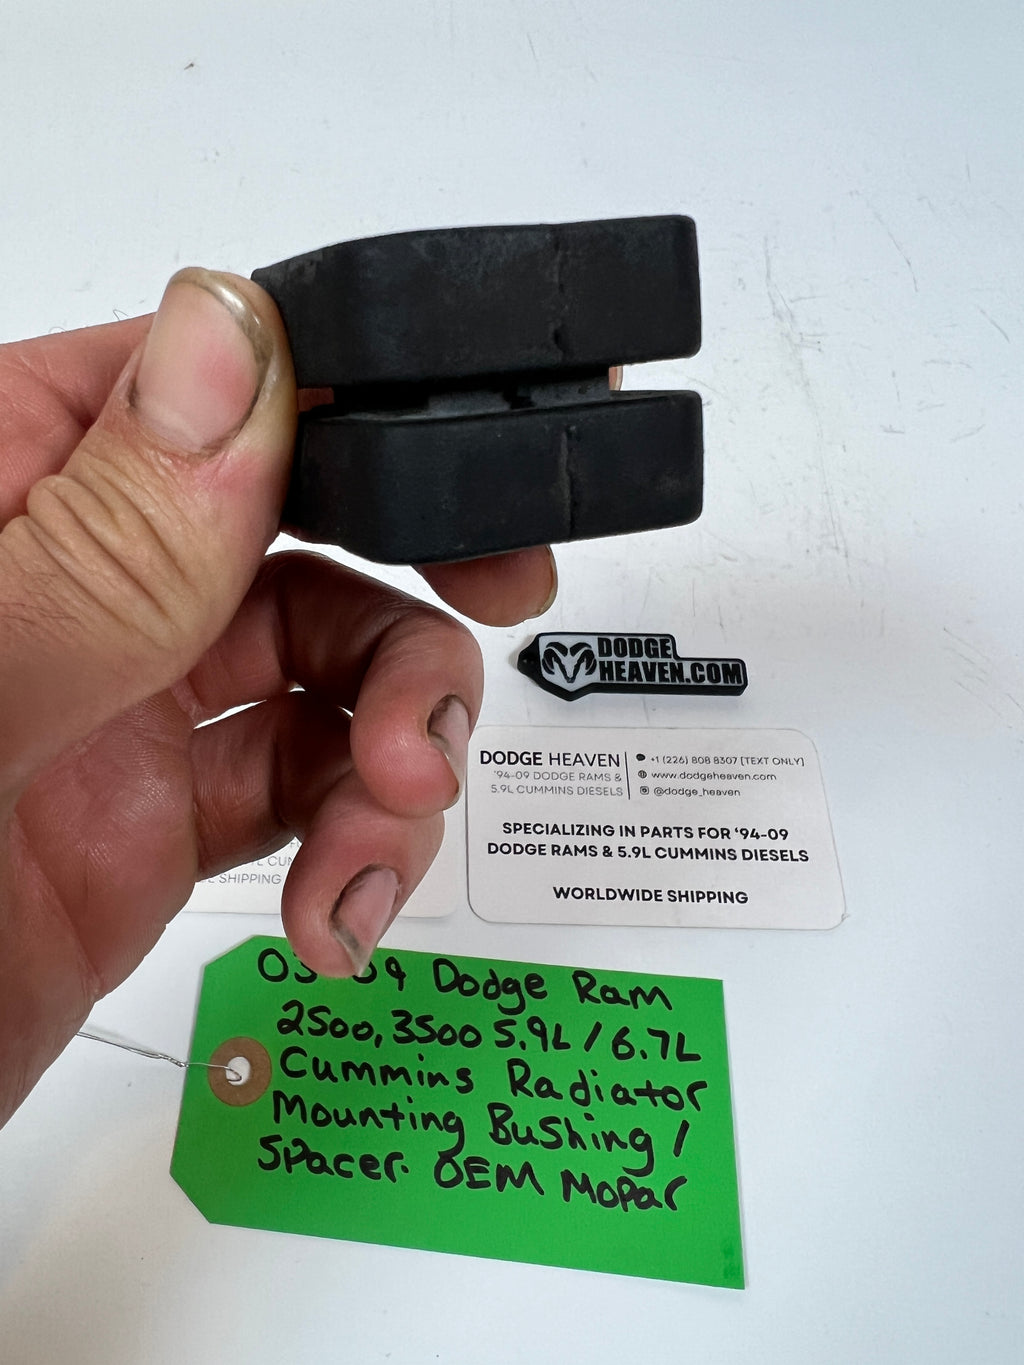 DODGE
HEAVEN.COM
DODGE HEAVEN
'94-09 DODGE RAMS &
5.9L CUMMINS DIESELS
+1 (226) 808 8307 [TEXT ONLY]
www.dodgeheaven.com
@dodge_heaven
SPECIALIZING IN PARTS FOR '94-09
DODGE RAMS & 5.9L CUMMINS DIESELS
WORLDWIDE SHIPPING
SHIPPING
03 09 Dodge Ram
2500, 3500 5.9L / 6.7L
Cummins Radiator
Mounting Bushing /
Spacer. OEM Mopar